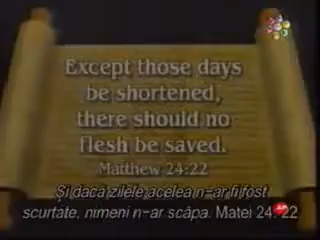 Except those days
be shortened,
there should no
flesh be saved.
Matthew 24:22
Și dacă zilele acelea n-ar fi fost
scurtate, nimeni n-ar scăpa. Matei 24:22